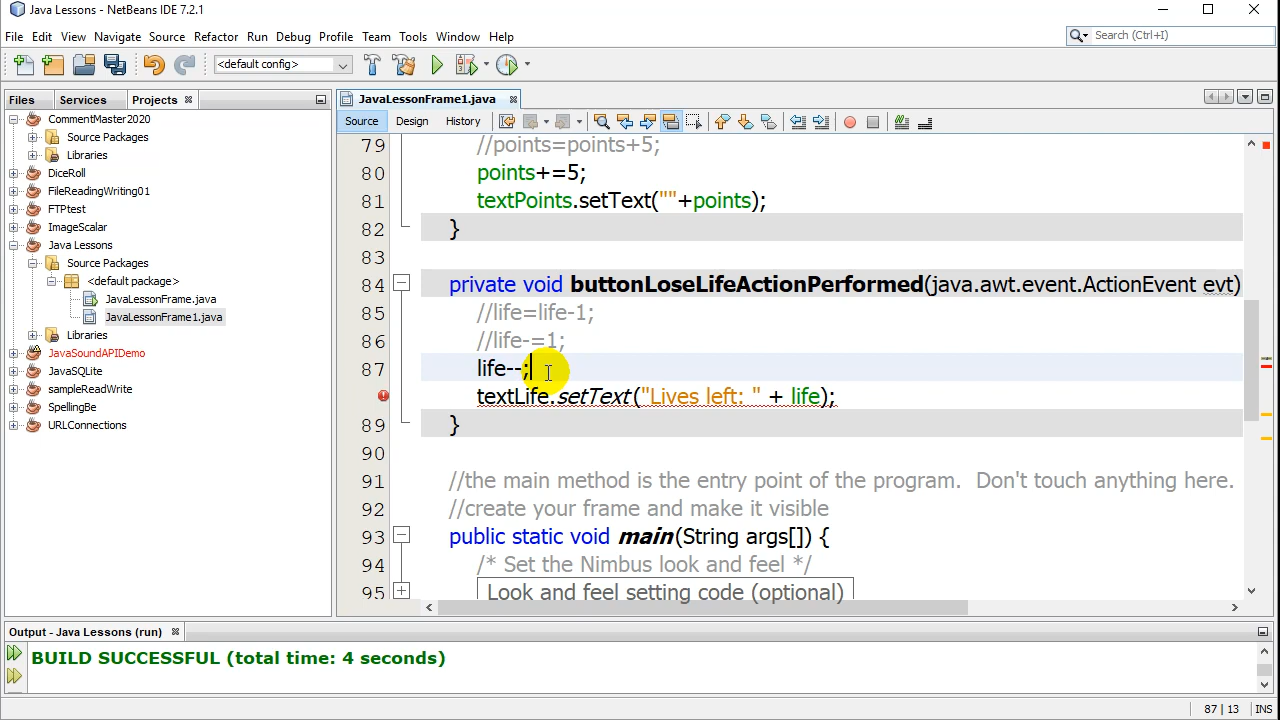 Java Lessons - NetBeans IDE 7.2.1
File Edit View Navigate Source Refactor Run Debug Profile Team Tools Window Help
Search (Ctrl+I)
<default config>
Files Services Projects
JavaLessonFrame1.java
Source Design History
CommentMaster2020
Source Packages
Libraries
DiceRoll
FileReadingWriting01
FTPtest
ImageScalar
Java Lessons
Source Packages
<default package>
JavaLessonFrame.java
JavaLessonFrame1.java
Libraries
JavaSoundAPIDemo
JavaSQLite
sampleReadWrite
SpellingBe
URLConnections
79 //points=points+5;
80 points+=5;
81 textPoints.setText(""+points);
82 }
83
84 private void buttonLoseLifeActionPerformed(java.awt.event.ActionEvent evt)
85 //life=life-1;
86 //life-=1;
87 life--;
textLife.setText("Lives left: " + life);
89 }
90
91 //the main method is the entry point of the program.  Don't touch anything here.
92 //create your frame and make it visible
93 public static void main(String args[]) {
94 /* Set the Nimbus look and feel */
95 Look and feel setting code (optional)
Output - Java Lessons (run)
BUILD SUCCESSFUL (total time: 4 seconds)
87 | 13 INS